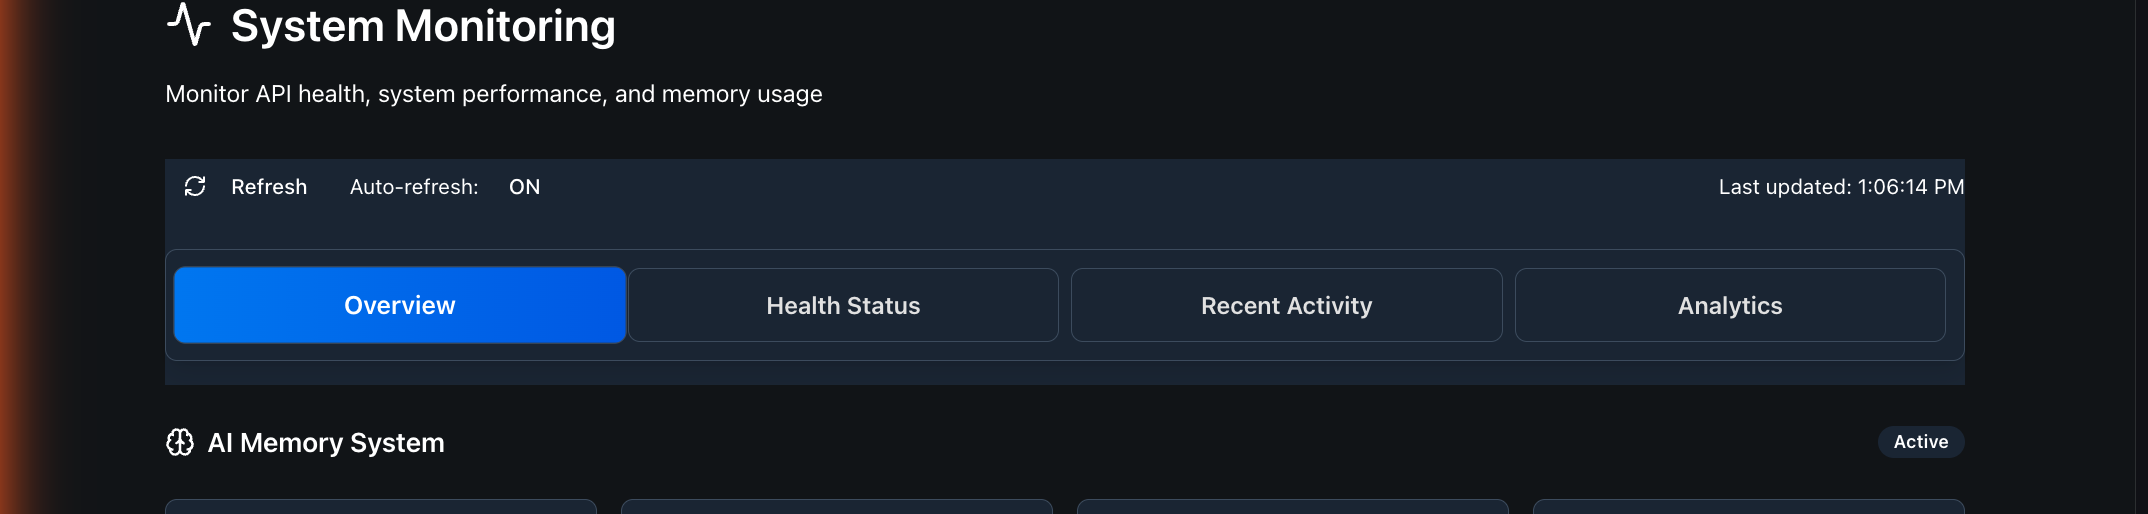 System Monitoring
Monitor API health, system performance, and memory usage
Refresh Auto-refresh: ON Last updated: 1:06:14 PM
Overview Health Status Recent Activity Analytics
AI Memory System Active